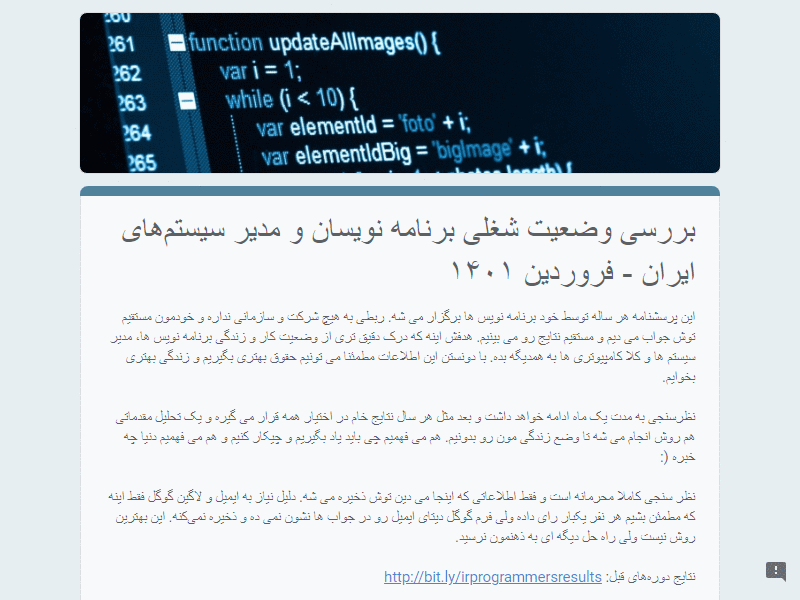 260
261 function updateAllImages() {
262 var i = 1;
263 while (i < 10) {
264 var elementId = 'foto' + i;
265 var elementIdBig = 'bigImage' + i;
بررسی وضعیت شغلی برنامه نویسان و مدیر سیستم‌های
ایران - فروردین ۱۴۰۱
این پرسشنامه هر ساله توسط خود برنامه نویس ها برگزار می شه. ربطی به هیچ شرکت و سازمانی نداره و خودمون مستقیم
توش جواب می دیم و مستقیم نتایج رو می بینیم. هدفش اینه که درک دقیق تری از وضعیت کار و زندگی برنامه نویس ها، مدیر
سیستم ها و کلا کامپیوتری ها به همدیگه بده. با دونستن این اطلاعات مطمئنا می تونیم حقوق بهتری بگیریم و زندگی بهتری
بخوایم.
نظرسنجی به مدت یک ماه ادامه خواهد داشت و بعد مثل هر سال نتایج خام در اختیار همه قرار می گیره و یک تحلیل مقدماتی
هم روش انجام می شه تا وضع زندگی مون رو بدونیم. هم می فهمیم چی باید یاد بگیریم و چیکار کنیم و هم می فهمیم دنیا چه
خبره (:
نظر سنجی کاملا محرمانه است و فقط اطلاعاتی که اینجا می دین توش ذخیره می شه. دلیل نیاز به ایمیل و لاگین گوگل فقط اینه
که مطمئن بشیم هر نفر یکبار رای داده ولی فرم گوگل دیتای ایمیل رو در جواب ها نشون نمی ده و ذخیره نمی‌کنه. این بهترین
روش نیست ولی راه حل دیگه ای به ذهنمون نرسید.
نتایج دوره‌های قبل: http://bit.ly/irprogrammersresults